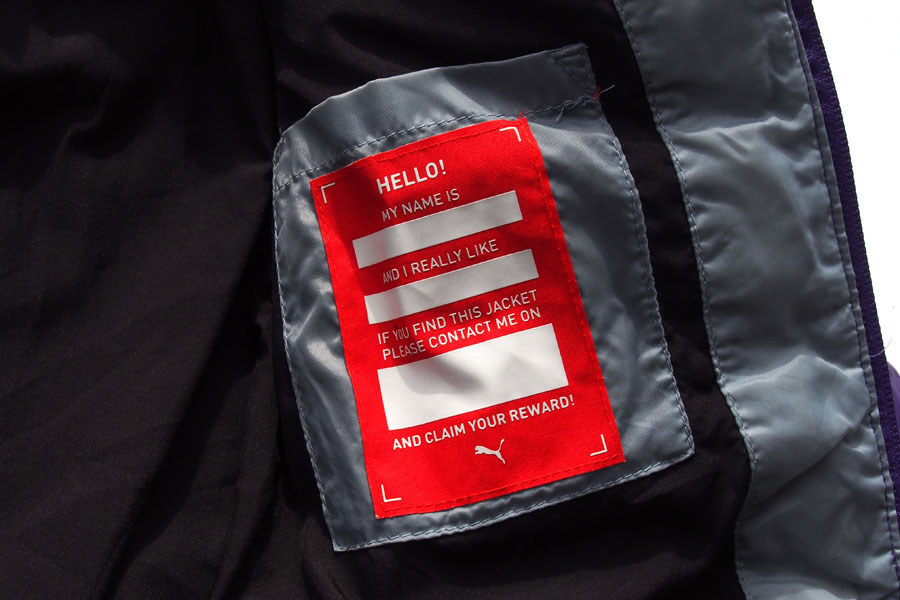 HELLO!
MY NAME IS
AND I REALLY LIKE
IF YOU FIND THIS JACKET
PLEASE CONTACT ME ON
AND CLAIM YOUR REWARD!